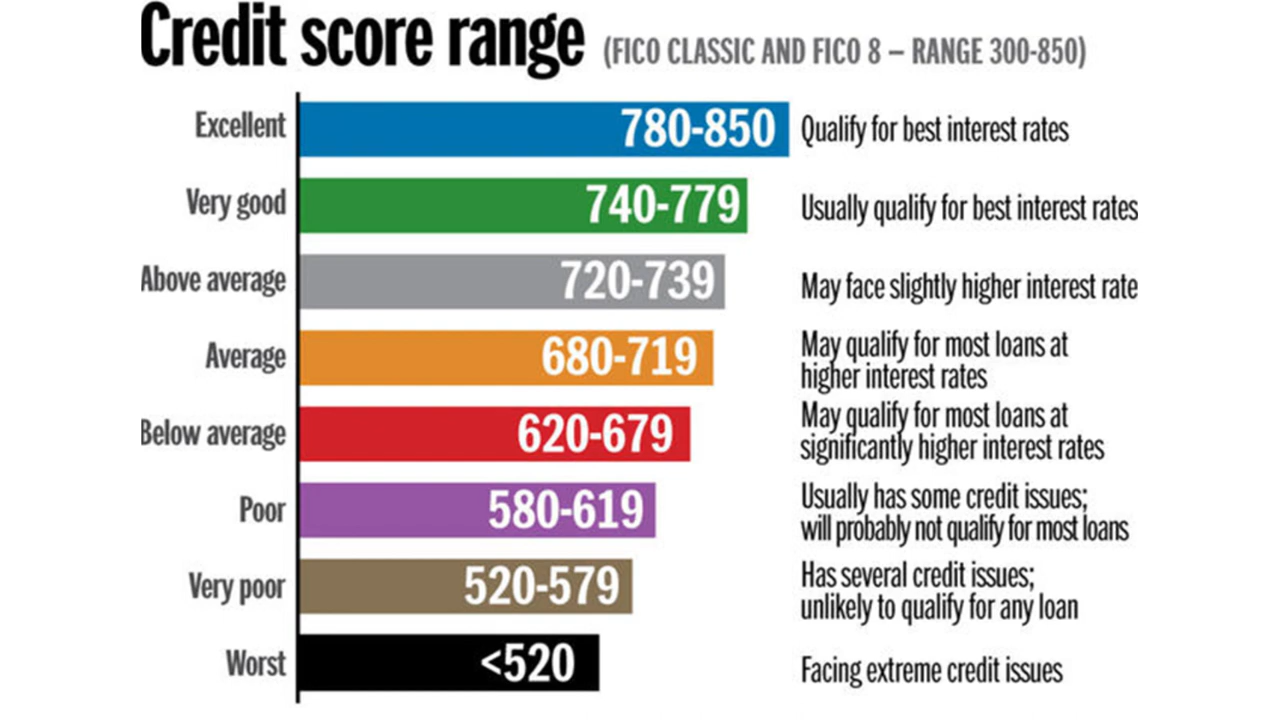 Credit score range (FICO CLASSIC AND FICO 8 – RANGE 300-850)
Excellent 780-850 Qualify for best interest rates
Very good 740-779 Usually qualify for best interest rates
Above average 720-739 May face slightly higher interest rate
Average 680-719 May qualify for most loans at
higher interest rates
Below average 620-679 May qualify for most loans at
significantly higher interest rates
Poor 580-619 Usually has some credit issues;
will probably not qualify for most loans
Very poor 520-579 Has several credit issues;
unlikely to qualify for any loan
Worst <520 Facing extreme credit issues